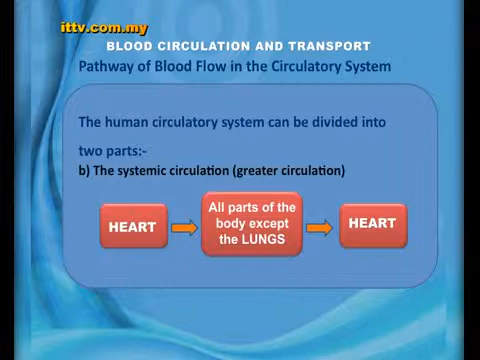 ittv.com.my
BLOOD CIRCULATION AND TRANSPORT
Pathway of Blood Flow in the Circulatory System
The human circulatory system can be divided into
two parts:-
b) The systemic circulation (greater circulation)
HEART
All parts of the
body except
the LUNGS
HEART